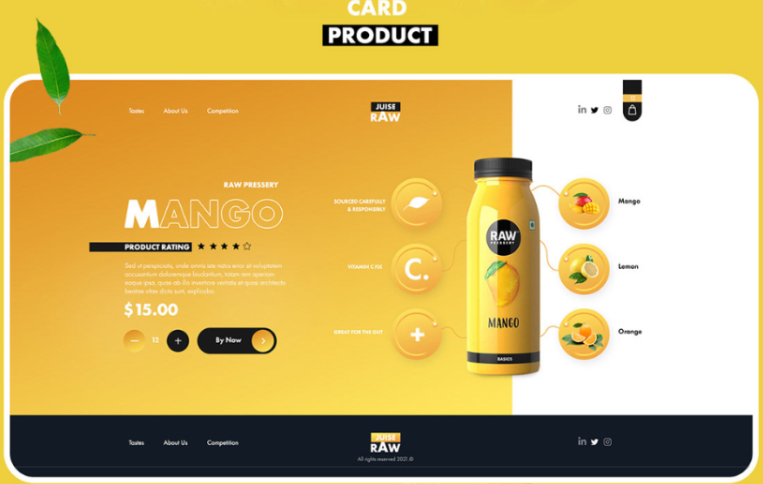 CARD
PRODUCT
Tastes About Us Competition
JUISE
RAW
RAW PRESSERY
MANGO
PRODUCT RATING
Sed ut perspiciatis, unde omnis iste natus error sit voluptatem
accusantium doloremque laudantium, totam rem aperiam
eaque ipsa, quae ab illo inventore veritatis et quasi architecto
beatae vitae dicta sunt, explicabo.
$15.00
12
By Now
SOURCED CAREFULLY
& RESPONSIBLY
C.
VITAMIN C FIX
GREAT FOR THE GUT
RAW
PRESSERY
MANGO
BASICS
Mango
Lemon
Orange
in
Tastes About Us Competition
JUISE
RAW
All rights reserved 2021 ©
in